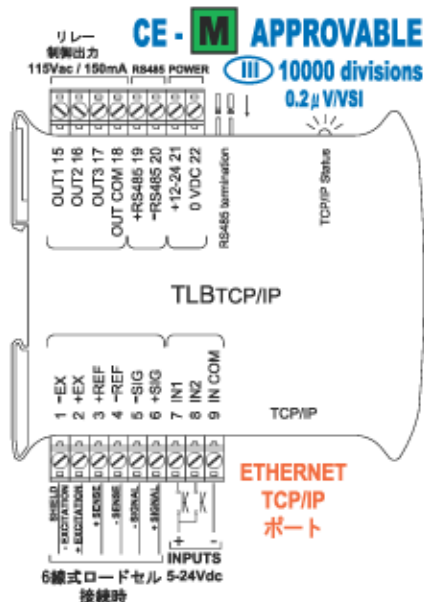 リレー
制御出力
115Vac / 150mA
RS485
POWER
CE - M APPROVABLE
III 10000 divisions
0.2 µ V/VSI
OUT1 15
OUT2 16
OUT3 17
OUT COM 18
+RS485 19
-RS485 20
+12-24 21
0 VDC 22
RS485 termination
TCP/IP Status
TLBTCP/IP
1 -EX
2 +EX
3 +REF
4 -REF
5 -SIG
6 +SIG
7 IN1
8 IN2
9 IN COM
TCP/IP
SHIELD
- EXCITATION
+ EXCITATION
+ SENSE
- SENSE
- SIGNAL
+ SIGNAL
+ -
INPUTS
5-24Vdc
6線式ロードセル
接続時
ETHERNET
TCP/IP
ポート